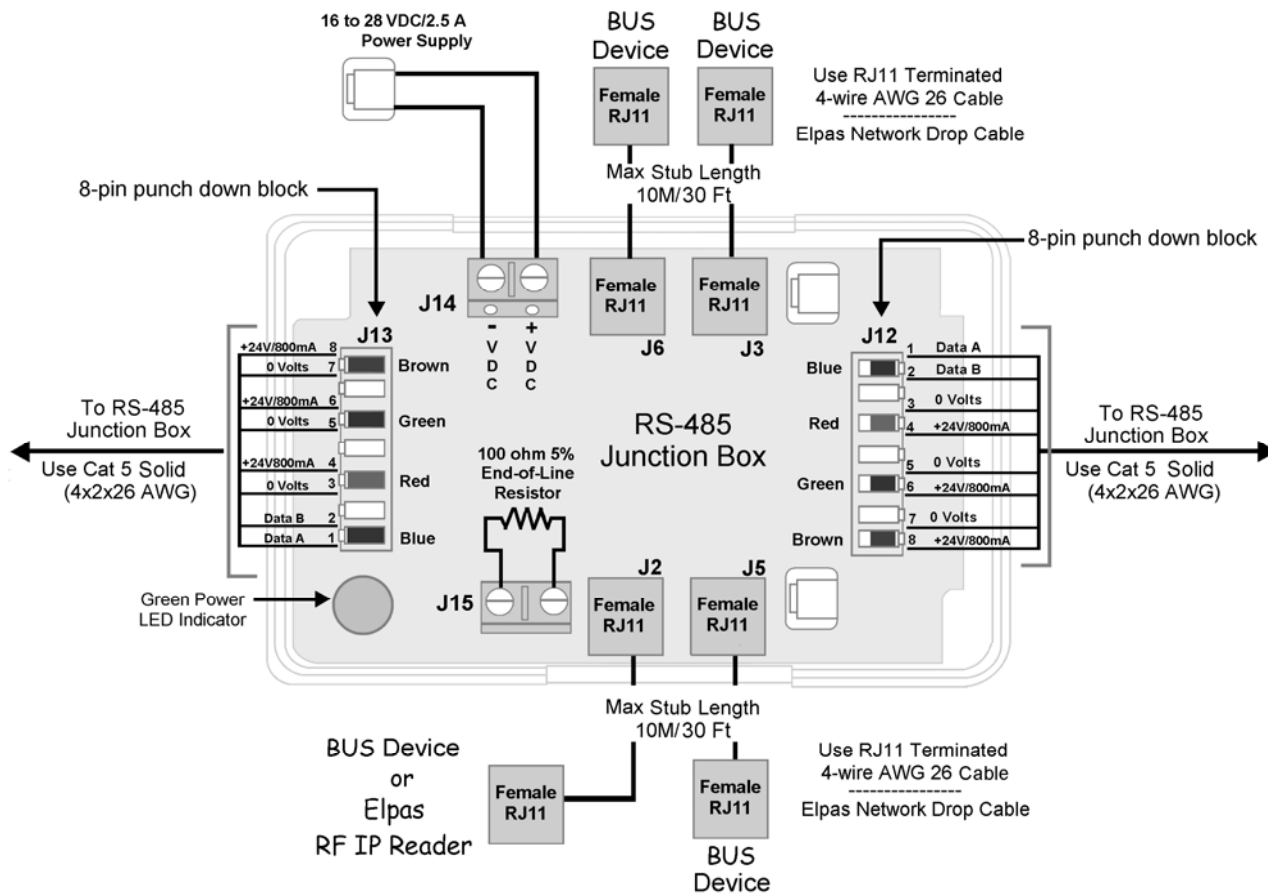 16 to 28 VDC/2.5 A
Power Supply
BUS
Device
BUS
Device
Female
RJ11
Female
RJ11
Use RJ11 Terminated
4-wire AWG 26 Cable
----------------
Elpas Network Drop Cable
Max Stub Length
10M/30 Ft
8-pin punch down block
8-pin punch down block
J14
- VDC
+ VDC
Female
RJ11
J6
Female
RJ11
J3
J13
+24V/800mA 8
0 Volts 7
Brown
+24V/800mA 6
0 Volts 5
Green
+24V/800mA 4
0 Volts 3
Red
Data B 2
Data A 1
Blue
To RS-485
Junction Box
Use Cat 5 Solid
(4x2x26 AWG)
RS-485
Junction Box
100 ohm 5%
End-of-Line
Resistor
J12
Blue
1 Data A
2 Data B
Red
3 0 Volts
4 +24V/800mA
Green
5 0 Volts
6 +24V/800mA
Brown
7 0 Volts
8 +24V/800mA
To RS-485
Junction Box
Use Cat 5 Solid
(4x2x26 AWG)
Green Power
LED Indicator
J15
J2
Female
RJ11
J5
Female
RJ11
Max Stub Length
10M/30 Ft
BUS Device
or
Elpas
RF IP Reader
Female
RJ11
Female
RJ11
BUS
Device
Use RJ11 Terminated
4-wire AWG 26 Cable
----------------
Elpas Network Drop Cable